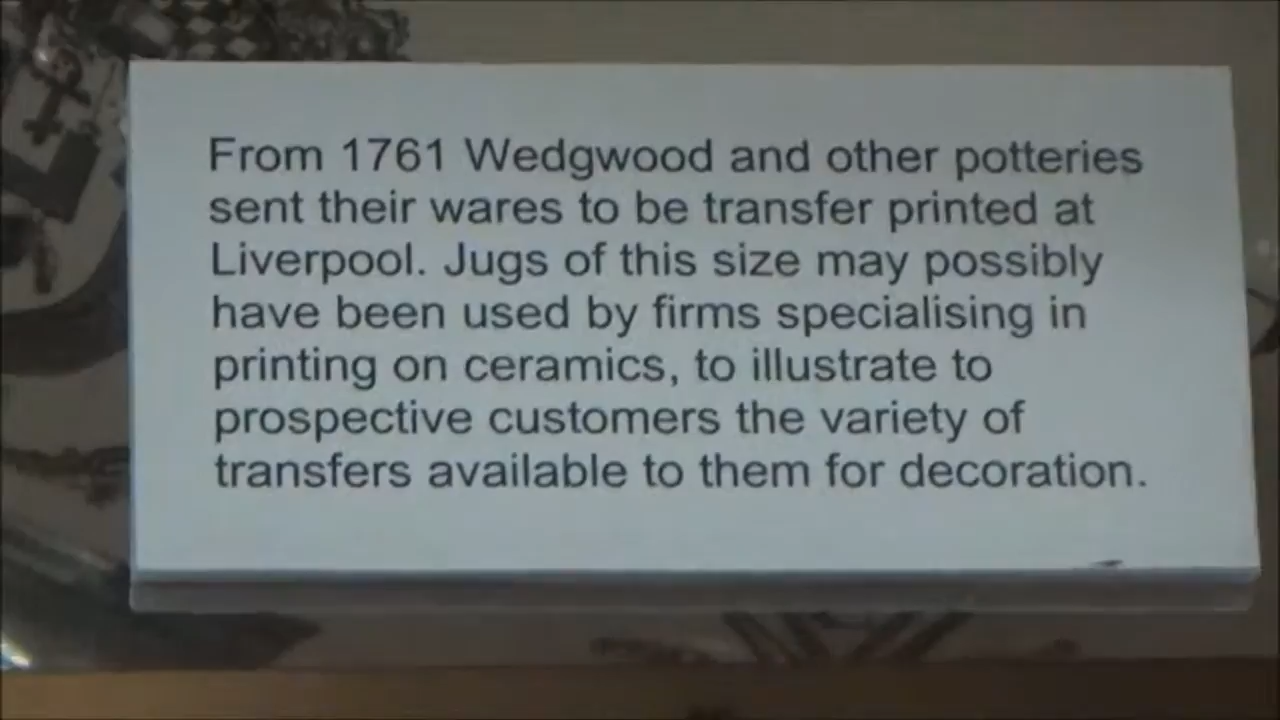 From 1761 Wedgwood and other potteries
sent their wares to be transfer printed at
Liverpool. Jugs of this size may possibly
have been used by firms specialising in
printing on ceramics, to illustrate to
prospective customers the variety of
transfers available to them for decoration.